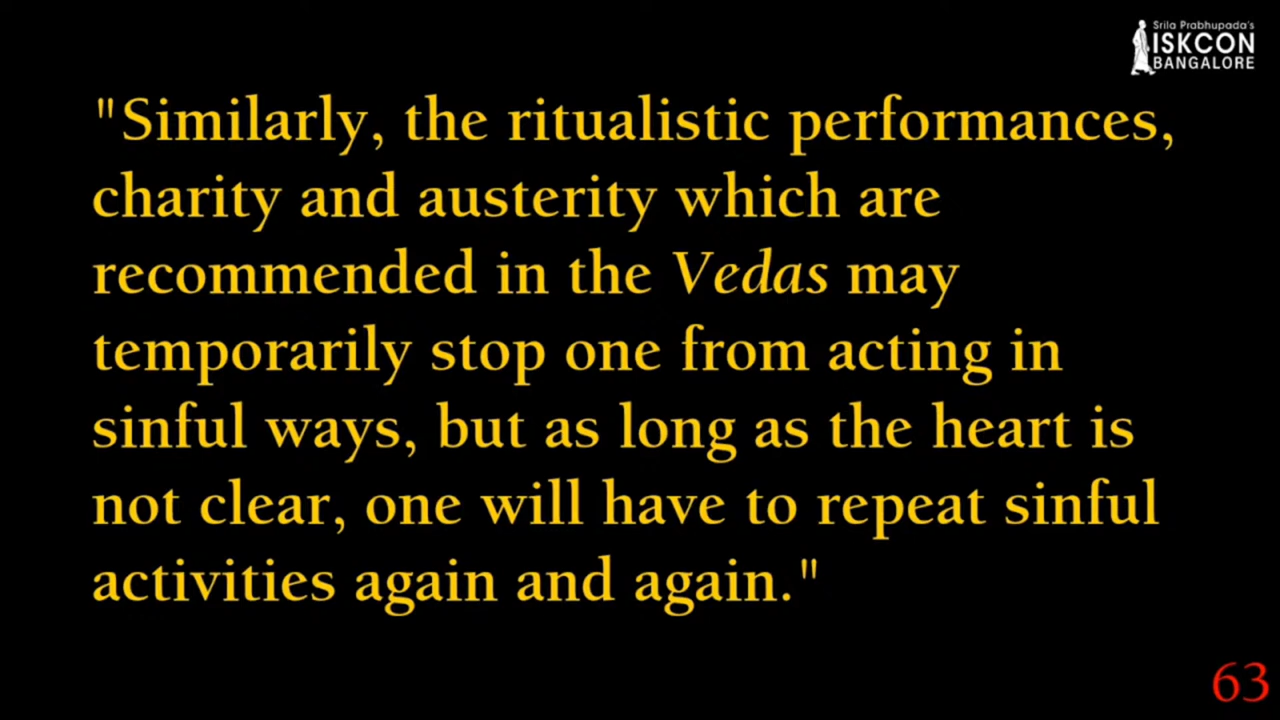 Srila Prabhupada's
ISKCON
BANGALORE
"Similarly, the ritualistic performances,
charity and austerity which are
recommended in the Vedas may
temporarily stop one from acting in
sinful ways, but as long as the heart is
not clear, one will have to repeat sinful
activities again and again."
63